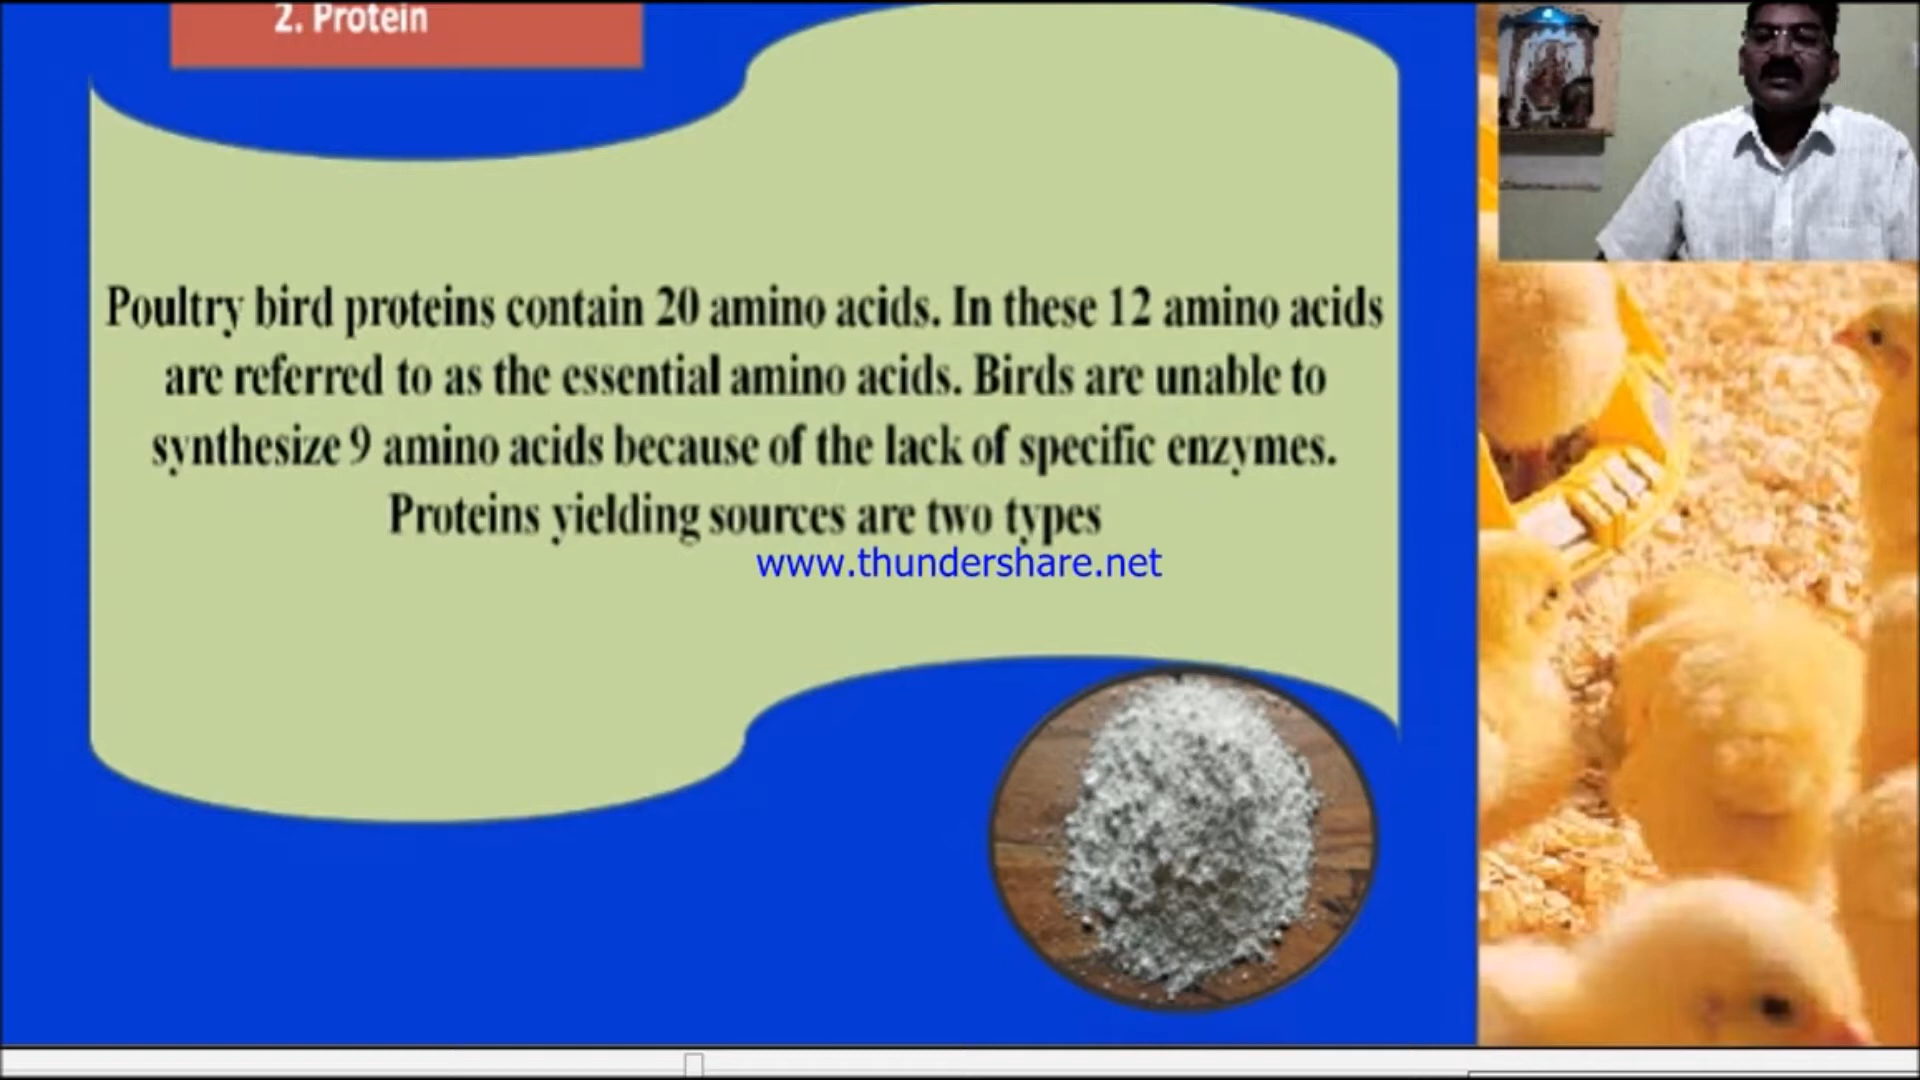 2. Protein
Poultry bird proteins contain 20 amino acids. In these 12 amino acids
are referred to as the essential amino acids. Birds are unable to
synthesize 9 amino acids because of the lack of specific enzymes.
Proteins yielding sources are two types
www.thundershare.net